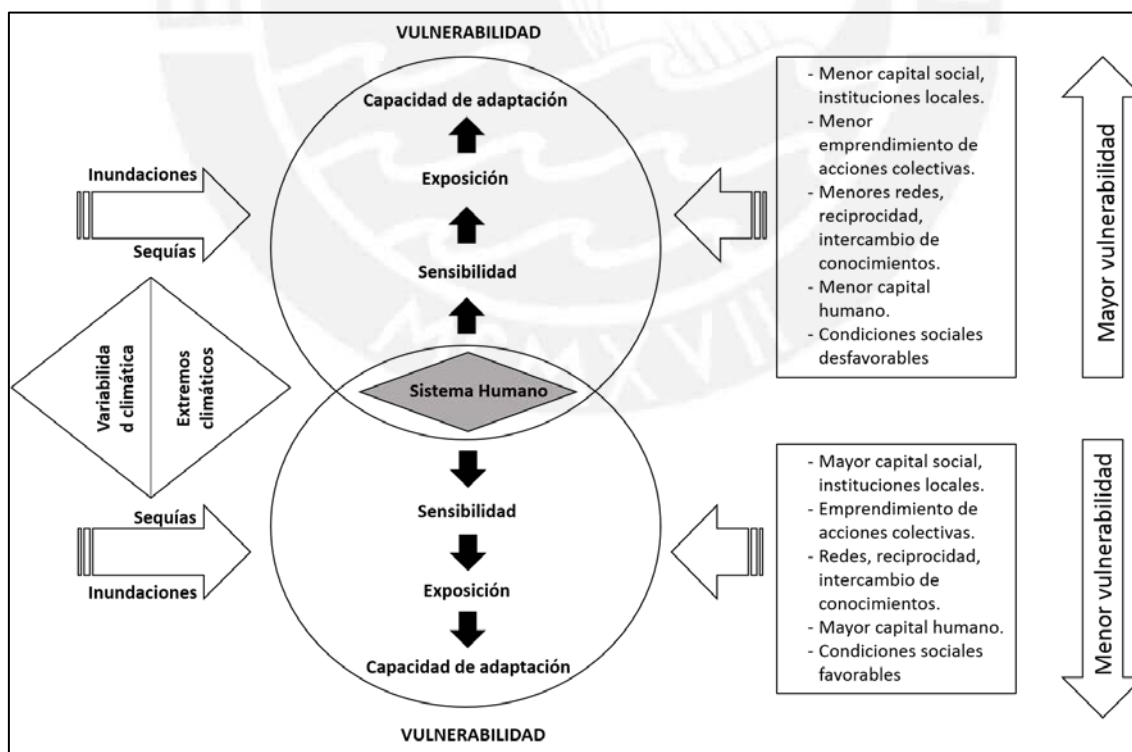 VULNERABILIDAD
Capacidad de adaptación
Exposición
Sensibilidad
Inundaciones
Sequías
- Menor capital social,
instituciones locales.
- Menor
emprendimiento de
acciones colectivas.
- Menores redes,
reciprocidad,
intercambio de
conocimientos.
- Menor capital
humano.
- Condiciones sociales
desfavorables
Mayor vulnerabilidad
Variabilida
d climática
Extremos
climáticos
Sistema Humano
MCMXVII
Sequías
Inundaciones
Sensibilidad
Exposición
Capacidad de adaptación
VULNERABILIDAD
- Mayor capital social,
instituciones locales.
- Emprendimiento de
acciones colectivas.
- Redes, reciprocidad,
intercambio de
conocimientos.
- Mayor capital humano.
- Condiciones sociales
favorables
Menor vulnerabilidad